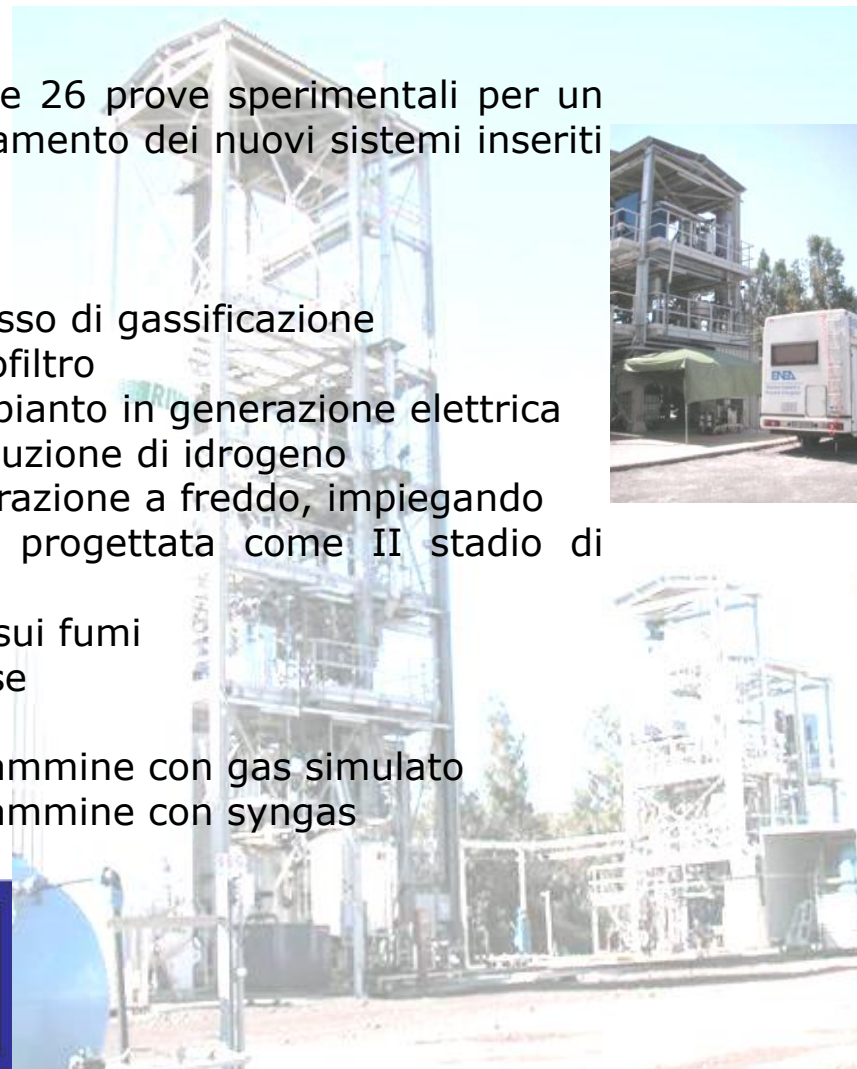 e 26 prove sperimentali per un
amento dei nuovi sistemi inseriti
sso di gassificazione
ofiltro
pianto in generazione elettrica
uzione di idrogeno
razione a freddo, impiegando
progettata come II stadio di
sui fumi
se
ammine con gas simulato
ammine con syngas
ENEA